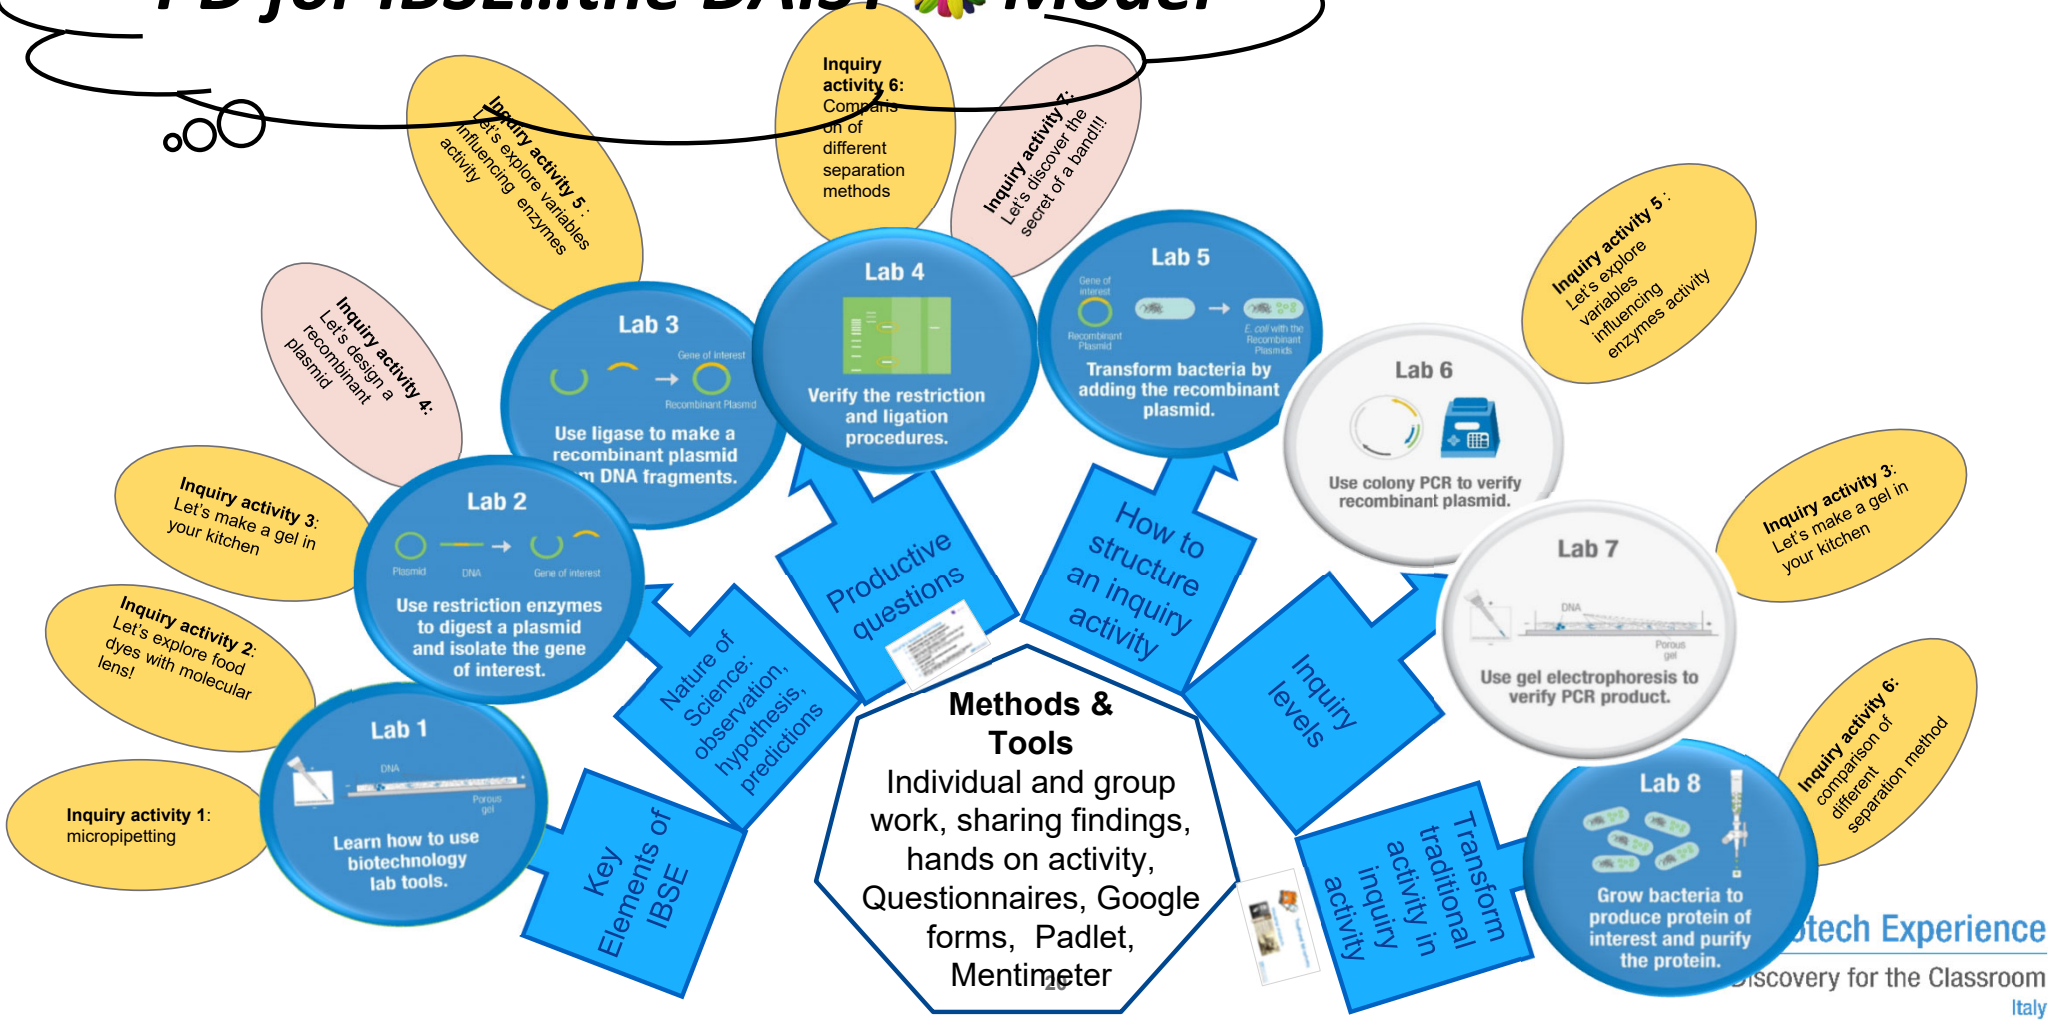 PD for IBSE...the DAISY Model
Inquiry
activity 6:
Comparis
on of
different
separation
methods
Inquiry activity 7:
Let's discover the
secret of a band!!!
Inquiry activity 5 :
Let's explore variables
influencing enzymes
activity
Inquiry activity 5 :
Let's explore
variables
influencing
enzymes activity
Inquiry activity 4:
Let's design a
recombinant
plasmid
Inquiry activity 3:
Let's make a gel in
your kitchen
Inquiry activity 2:
Let's explore food
dyes with molecular
lens!
Inquiry activity 1:
micropipetting
Inquiry activity 3:
Let's make a gel in
your kitchen
Inquiry activity 6:
comparison of
different
separation method
Lab 1
DNA
Porous
gel
Learn how to use
biotechnology
lab tools.
Lab 2
Plasmid
DNA
Gene of interest
Use restriction enzymes
to digest a plasmid
and isolate the gene
of interest.
Lab 3
Gene of interest
Recombinant Plasmid
Use ligase to make a
recombinant plasmid
m DNA fragments.
Lab 4
Verify the restriction
and ligation
procedures.
Lab 5
Gene of
interest
Recombinant
Plasmid
E. coli with the
Recombinant
Plasmids
Transform bacteria by
adding the recombinant
plasmid.
Lab 6
Use colony PCR to verify
recombinant plasmid.
Lab 7
DNA
Porous
gel
Use gel electrophoresis to
verify PCR product.
Lab 8
Grow bacteria to
produce protein of
interest and purify
the protein.
Key
Elements of
IBSE
Nature of
Science:
observation,
hypothesis,
predictions
Productive
questions
How to
structure
an inquiry
activity
Inquiry
levels
Transform
traditional
activity in
inquiry
activity
Methods &
Tools
Individual and group
work, sharing findings,
hands on activity,
Questionnaires, Google
forms, Padlet,
Mentimeter
20
otech Experience
Discovery for the Classroom
Italy